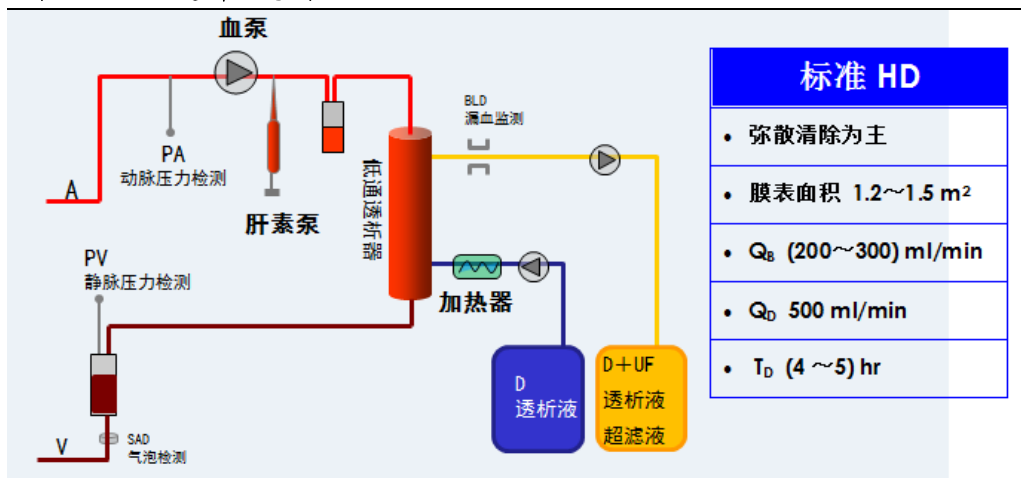 血泵
BLD
漏血监测
PA
动脉压力检测
A
肝素泵
低通透析器
PV
静脉压力检测
加热器
D
透析液
D+UF
透析液
超滤液
SAD
气泡检测
V
标准 HD
• 弥散清除为主
• 膜表面积 1.2~1.5 m²
• QB (200~300) ml/min
• QD 500 ml/min
• TD (4 ~5) hr